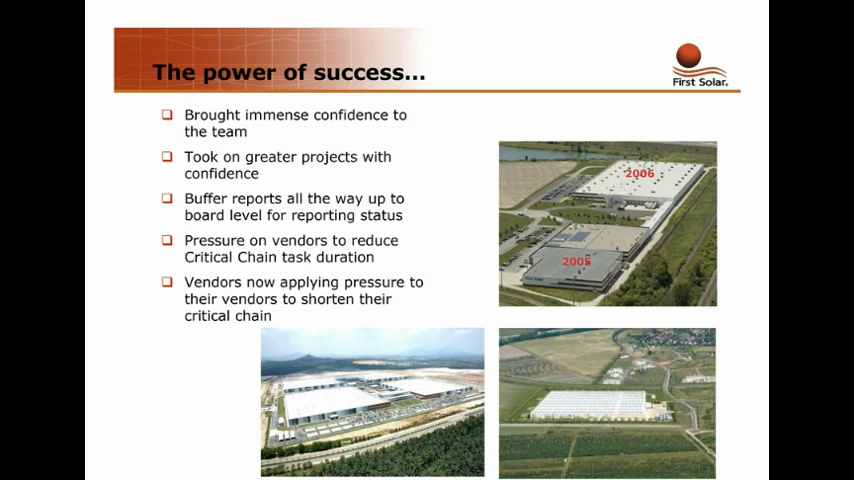 The power of success...
First Solar.
Brought immense confidence to
the team
Took on greater projects with
confidence
Buffer reports all the way up to
board level for reporting status
Pressure on vendors to reduce
Critical Chain task duration
Vendors now applying pressure to
their vendors to shorten their
critical chain
2006
2005